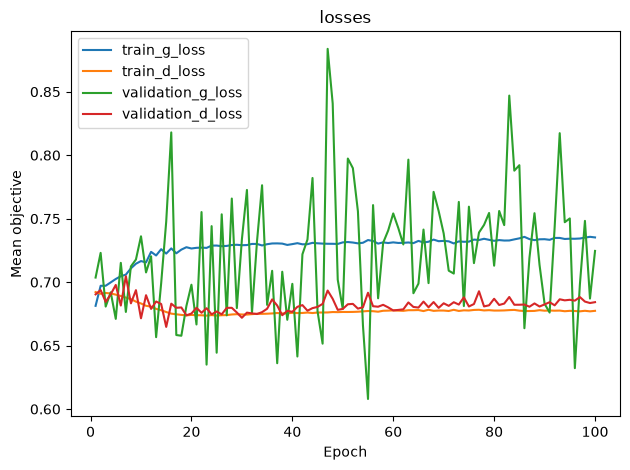 losses
train_g_loss
train_d_loss
validation_g_loss
validation_d_loss
Mean objective
0.85
0.80
0.75
0.70
0.65
0.60
0 20 40 60 80 100
Epoch